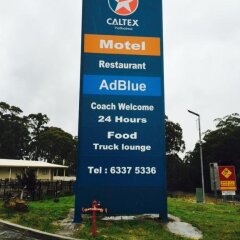 CALTEX
Motel
Restaurant
AdBlue
Coach Welcome
24 Hours
Food
Truck lounge
Tel : 6337 5336